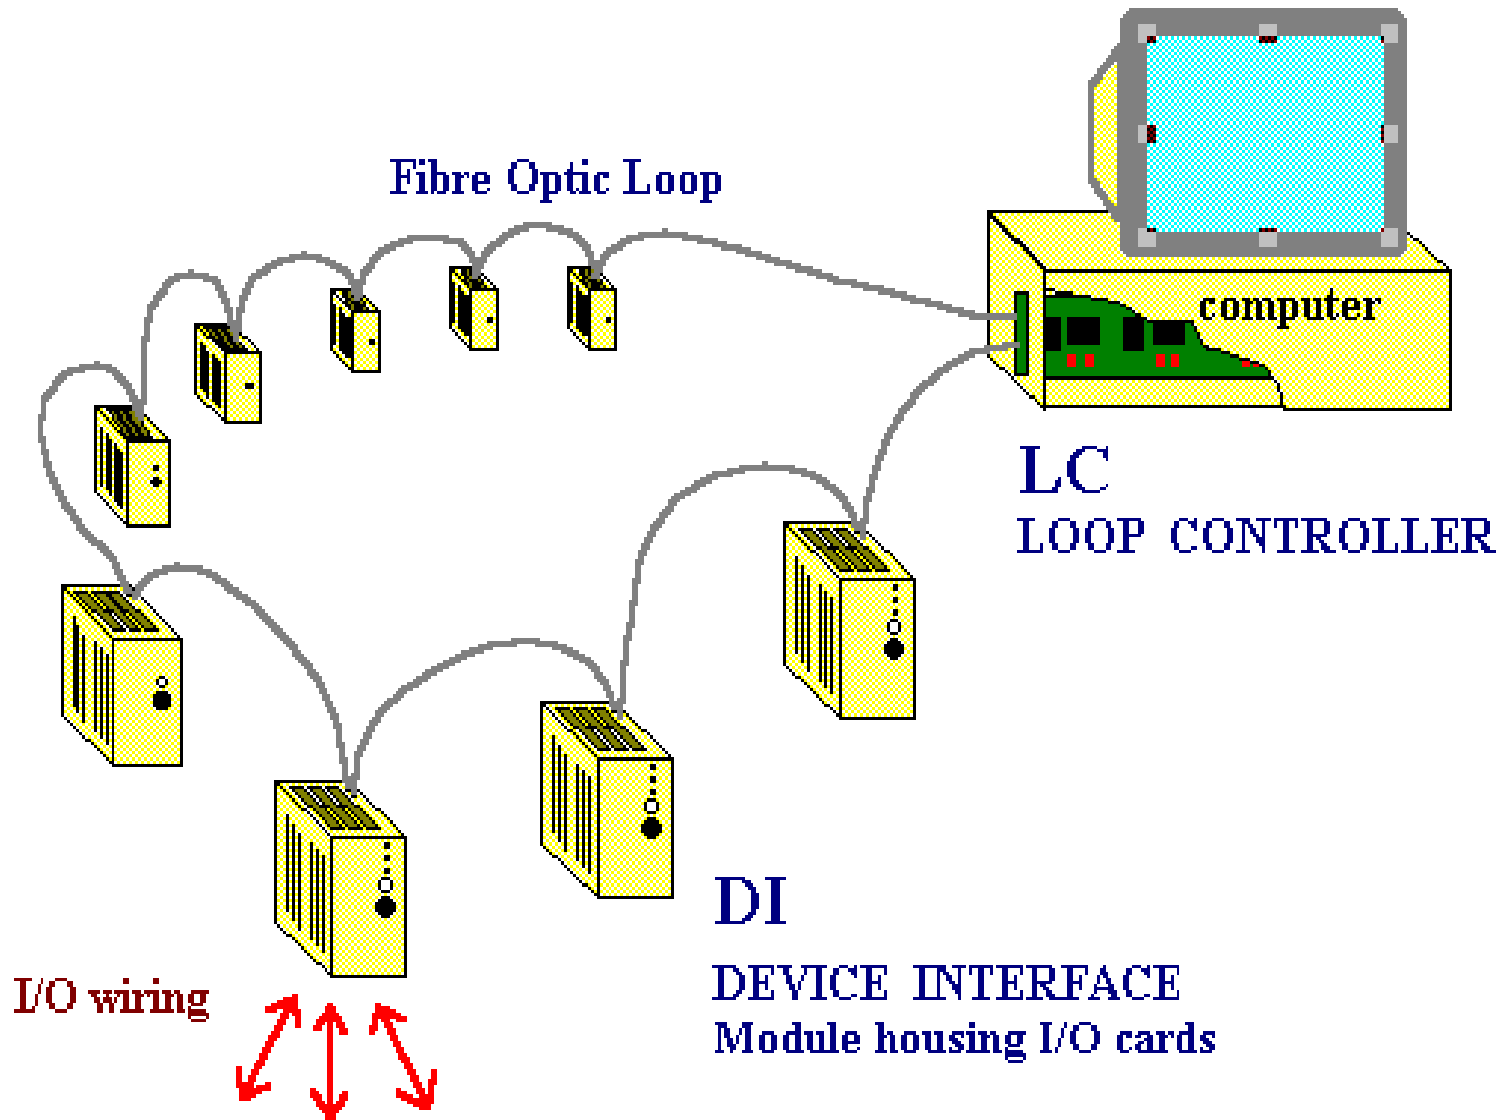 Fibre Optic Loop
computer
LC
LOOP CONTROLLER
DI
DEVICE INTERFACE
Module housing I/O cards
I/O wiring